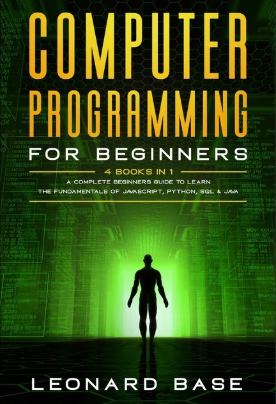 COMPUTER
PROGRAMMING
FOR BEGINNERS
4 BOOKS IN 1
A COMPLETE BEGINNERS GUIDE TO LEARN
THE FUNDAMENTALS OF JAVASCRIPT, PYTHON, SQL & JAVA
LEONARD BASE